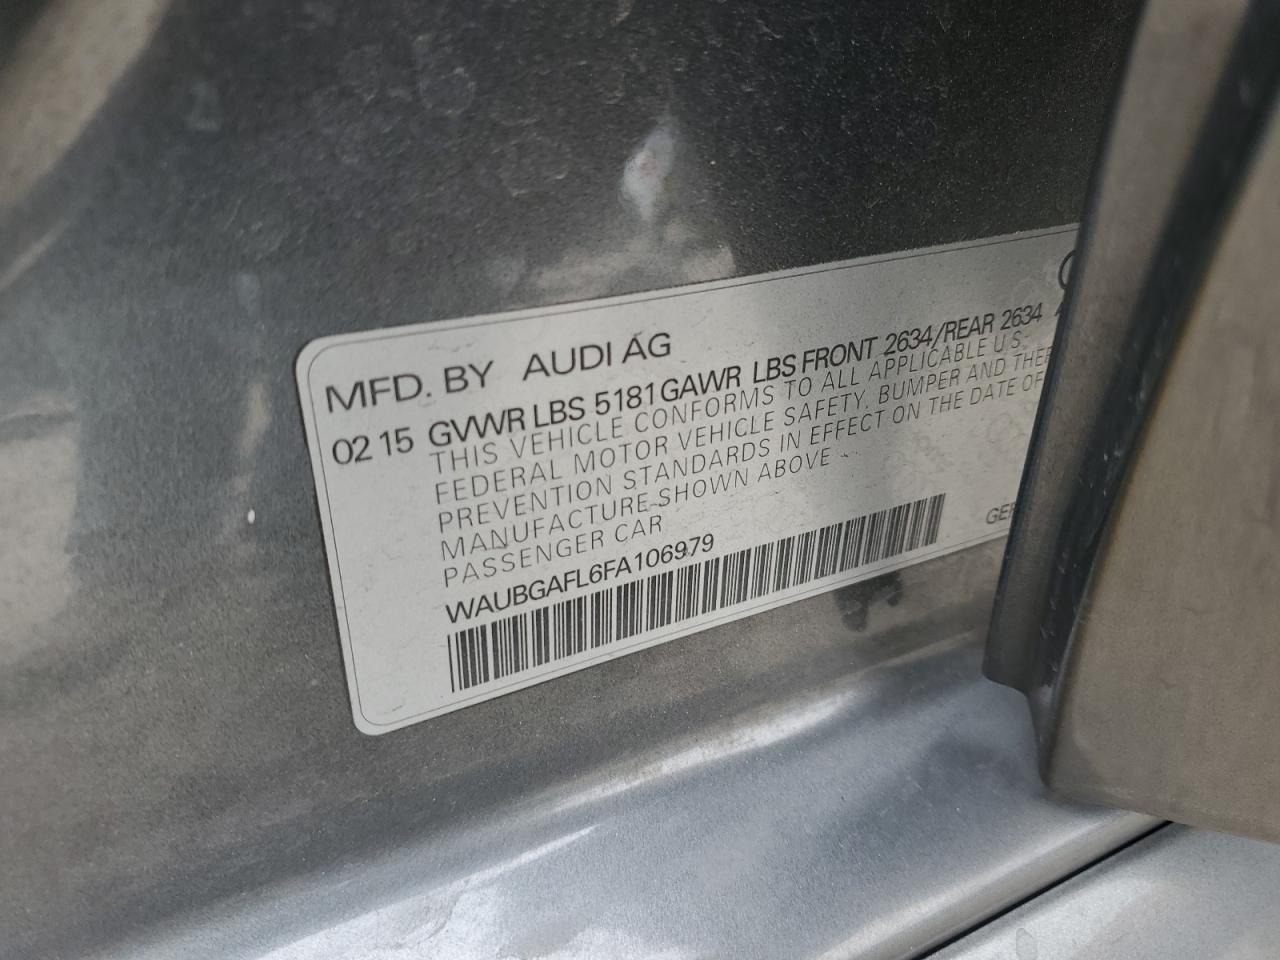 MFD. BY AUDI AG
02 15 GVWR LBS 5181 GAWR LBS FRONT 2634/REAR 2634
THIS VEHICLE CONFORMS TO ALL APPLICABLE U.S.
FEDERAL MOTOR VEHICLE SAFETY, BUMPER AND
PREVENTION STANDARDS IN EFFECT ON THE DATE OF
MANUFACTURE SHOWN ABOVE
PASSENGER CAR
WAUBGAFL6FA106979